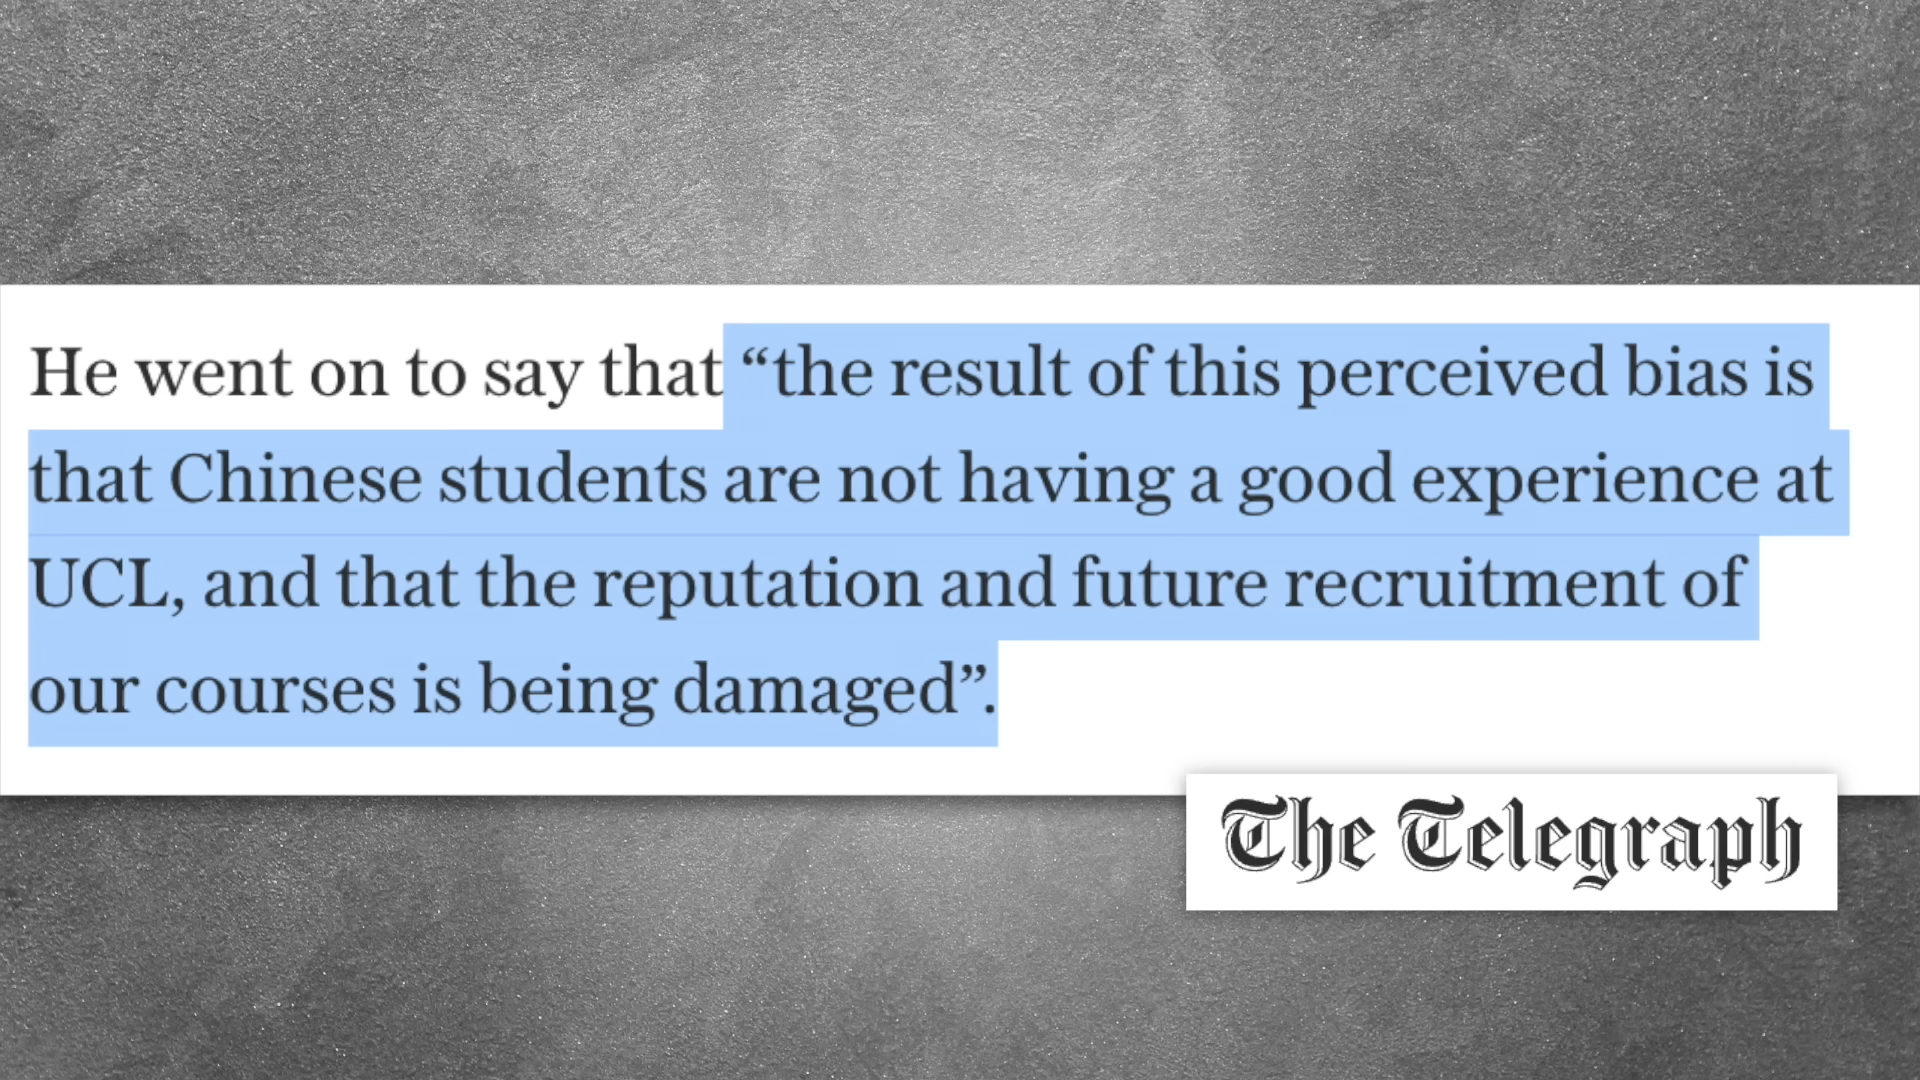 He went on to say that “the result of this perceived bias is
that Chinese students are not having a good experience at
UCL, and that the reputation and future recruitment of
our courses is being damaged”.
The Telegraph